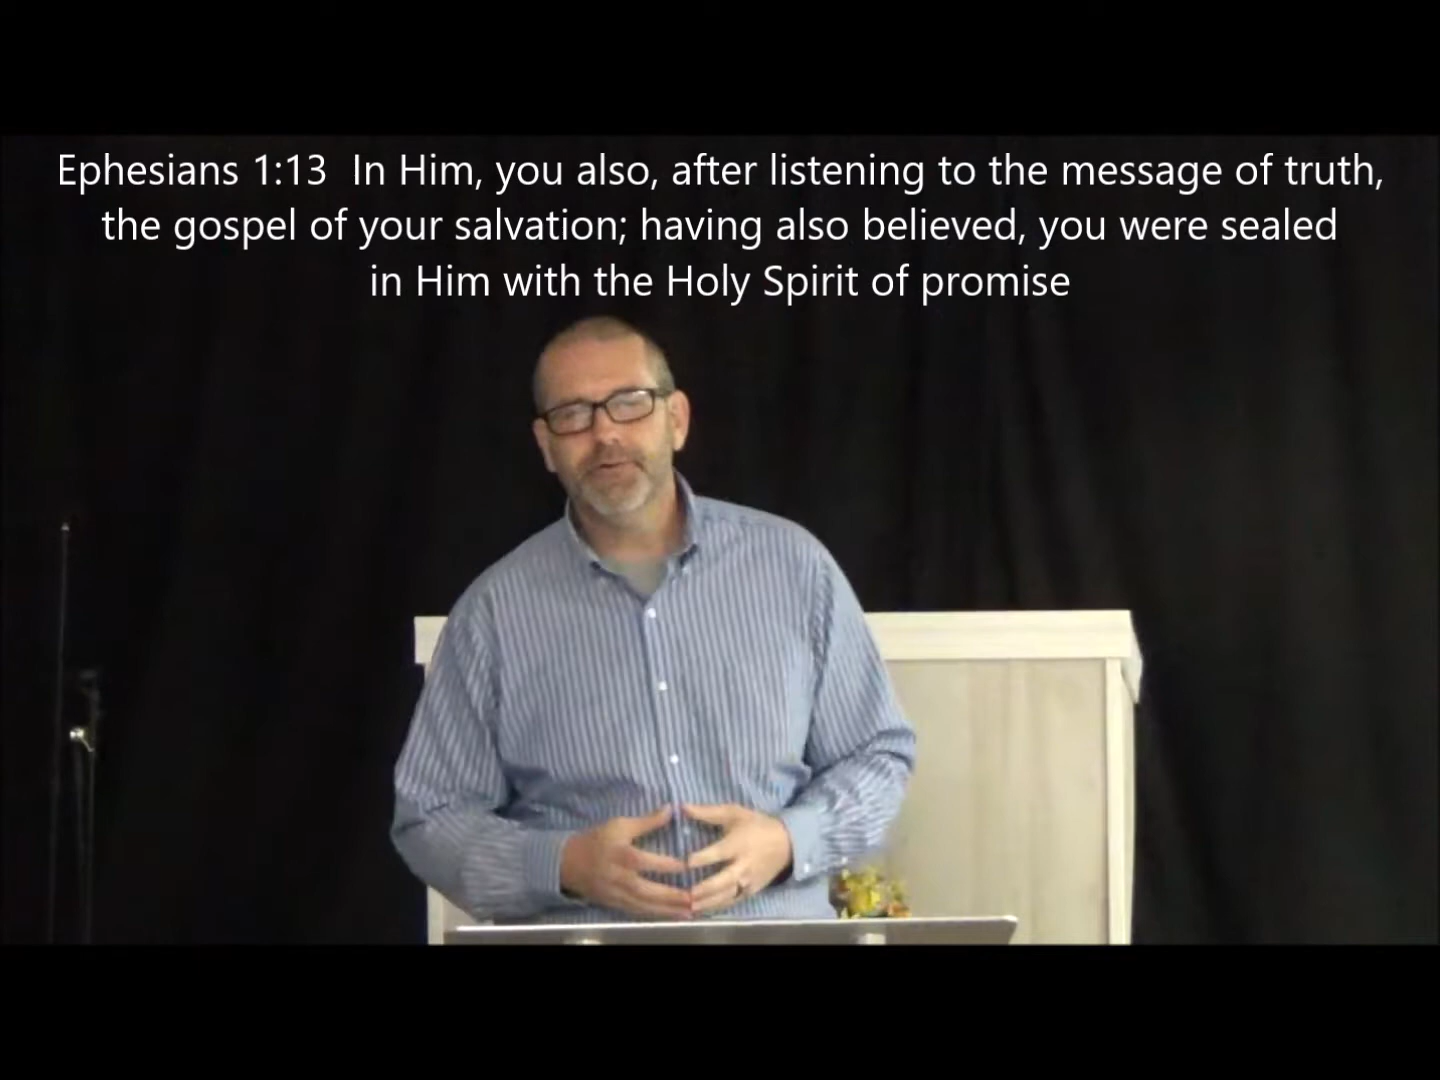 Ephesians 1:13  In Him, you also, after listening to the message of truth,
the gospel of your salvation; having also believed, you were sealed
in Him with the Holy Spirit of promise